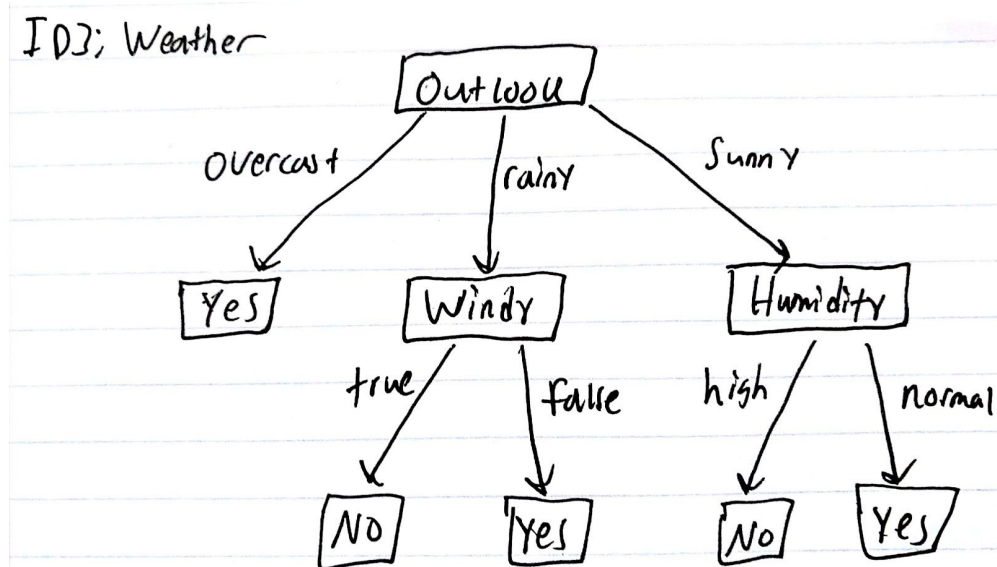 ID3; Weather
Outlook
overcast rainy Sunny
Yes Windy Humidity
true false high normal
No Yes No Yes